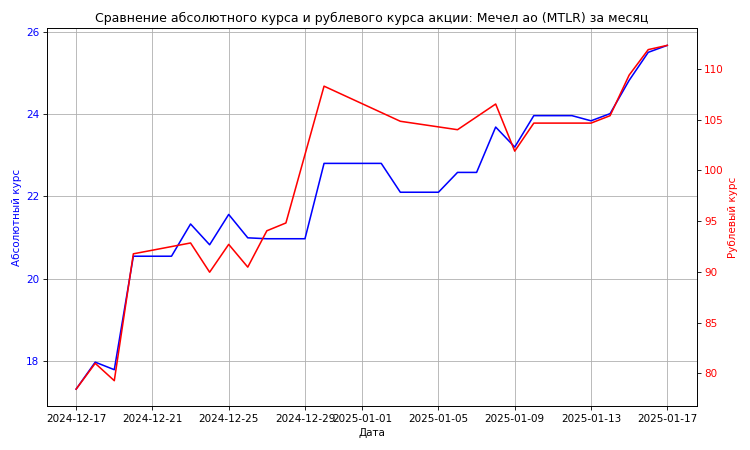 Сравнение абсолютного курса и рублевого курса акции: Мечел ао (MTLR) за месяц
26
24
22
20
18
Абсолютный курс
110
105
100
95
90
85
80
Рублевый курс
2024-12-17 2024-12-21 2024-12-25 2024-12-29 2025-01-01 2025-01-05 2025-01-09 2025-01-13 2025-01-17
Дата